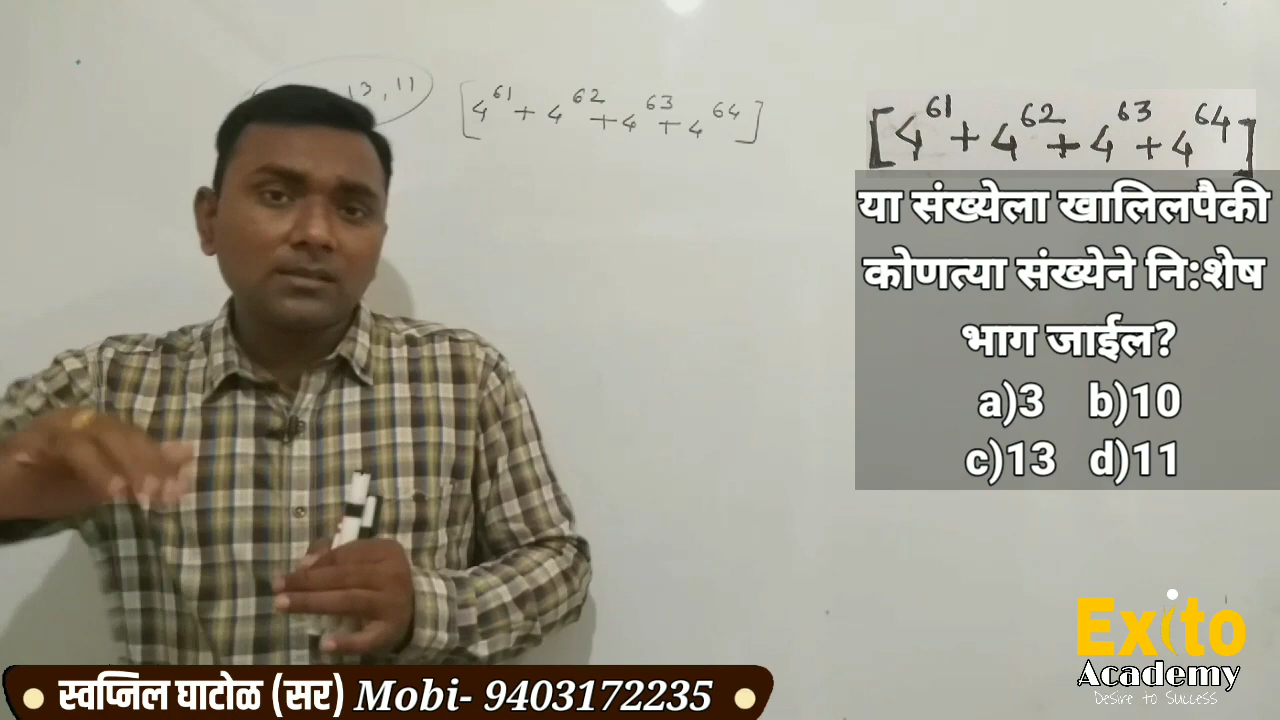 13, 11
[4^61 + 4^62 + 4^63 + 4^64]
[4^61 + 4^62 + 4^63 + 4^64]
या संख्येला खालिलपैकी
कोणत्या संख्येने नि:शेष
भाग जाईल?
a)3 b)10
c)13 d)11
Exito
Academy
Desire to Success
स्वप्निल घाटोळ (सर) Mobi- 9403172235